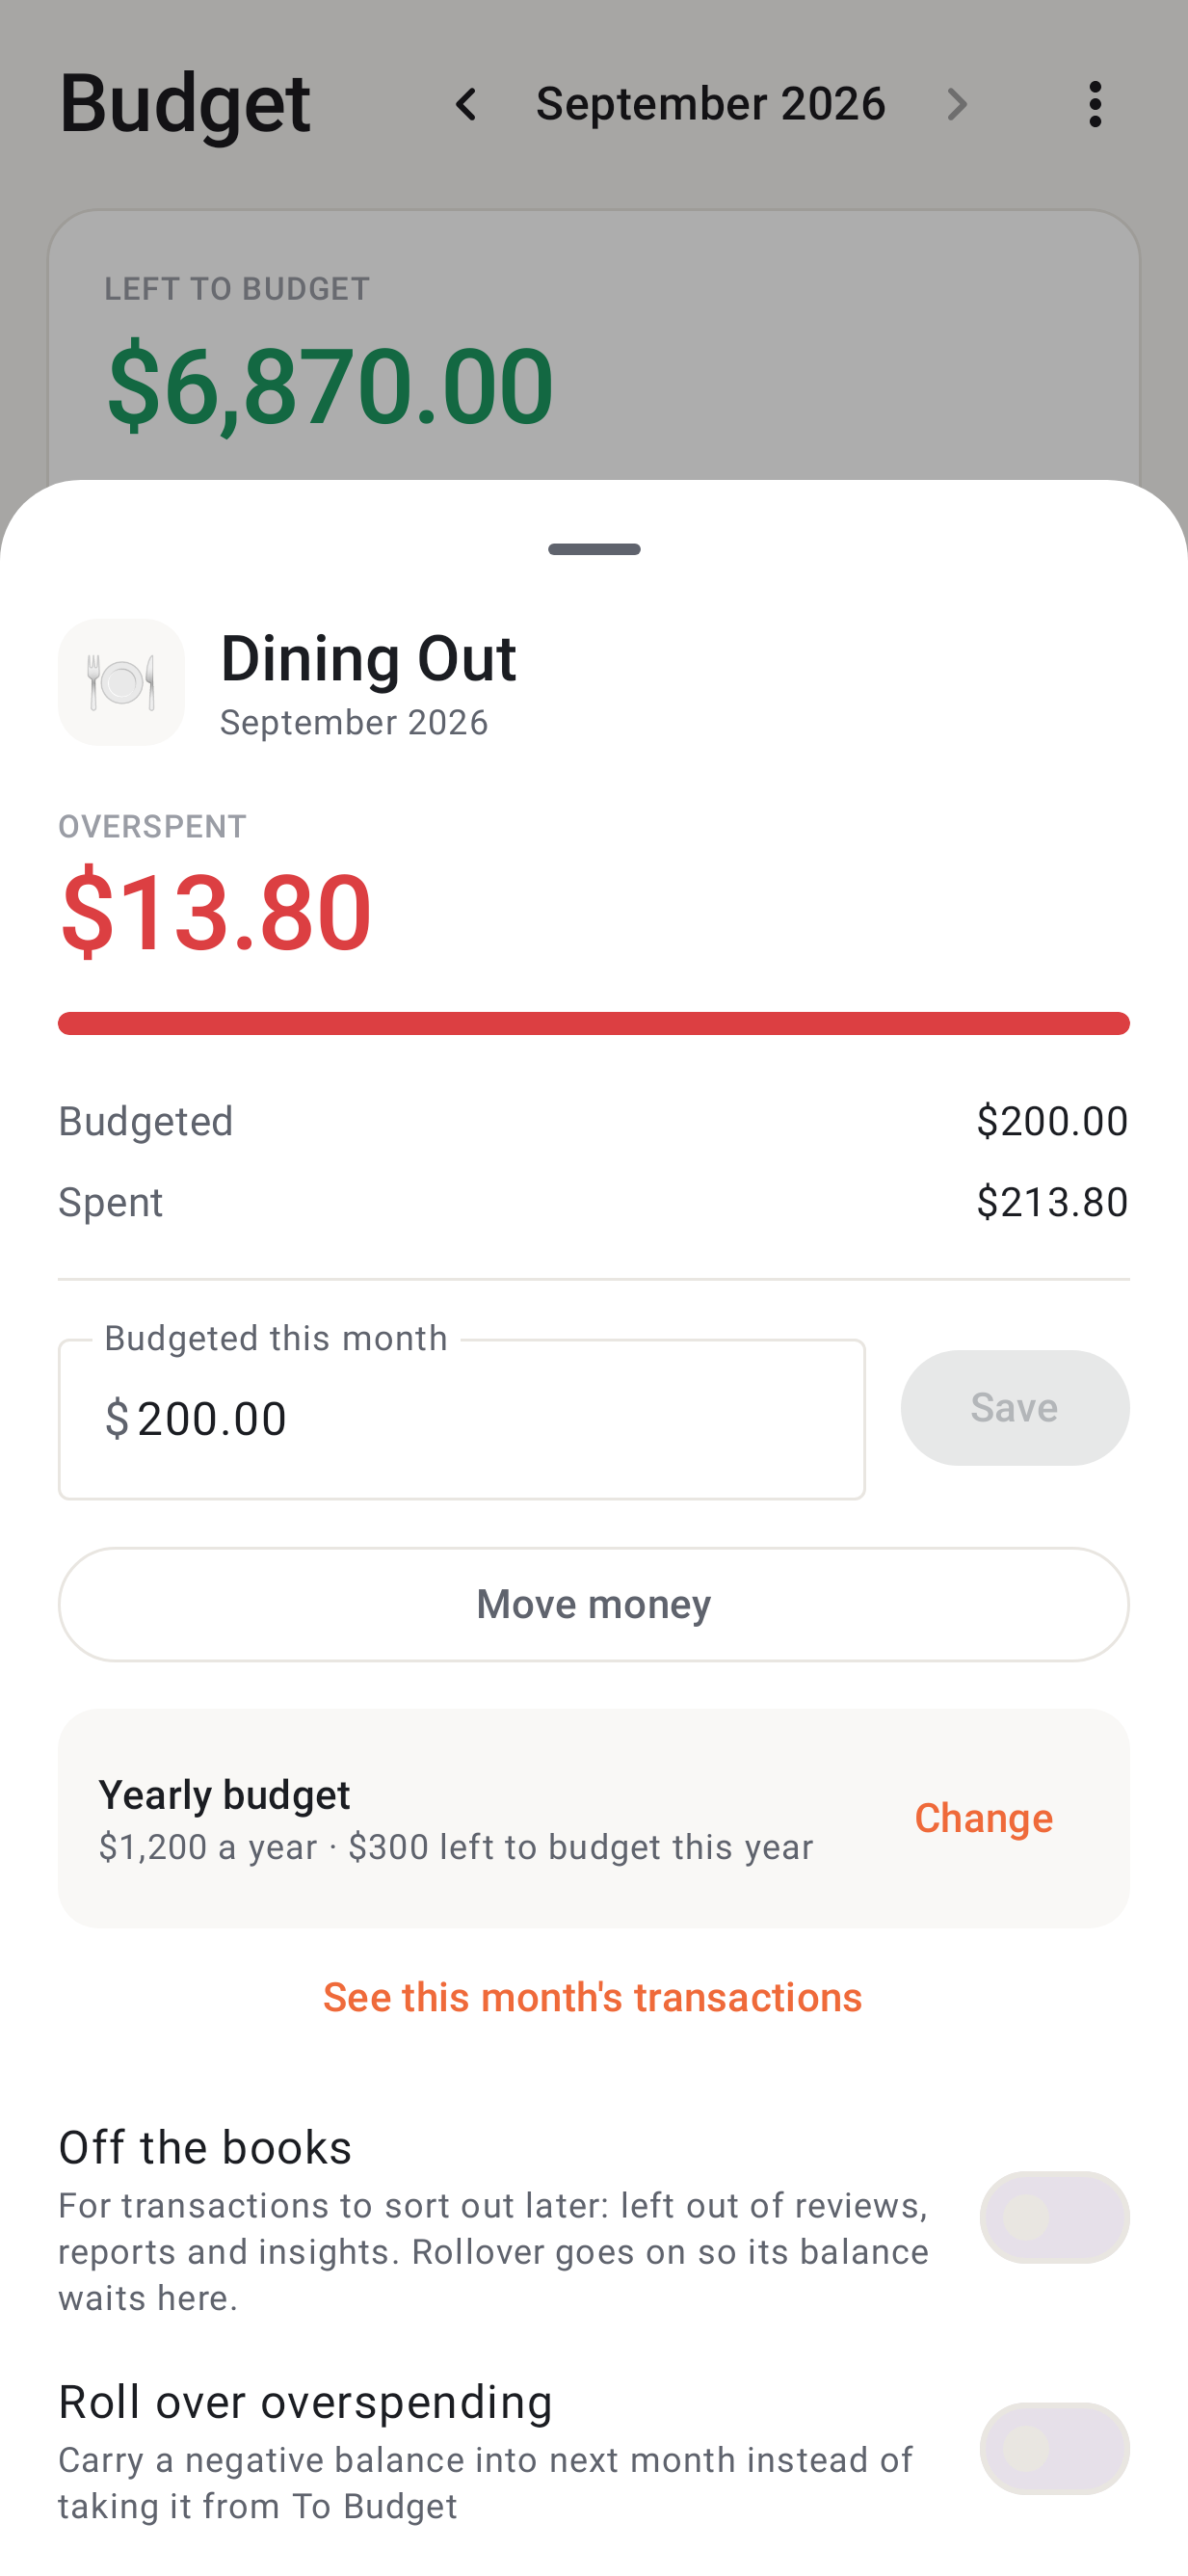 Budget
September 2026
LEFT TO BUDGET
$6,870.00
Dining Out
September 2026
OVERSPENT
$13.80
Budgeted
$200.00
Spent
$213.80
Budgeted this month
$200.00
Save
Move money
Yearly budget
$1,200 a year · $300 left to budget this year
Change
See this month's transactions
Off the books
For transactions to sort out later: left out of reviews,
reports and insights. Rollover goes on so its balance
waits here.
Roll over overspending
Carry a negative balance into next month instead of
taking it from To Budget